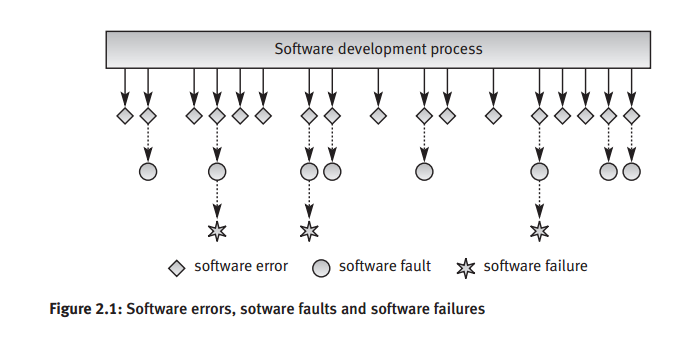 Software development process
software error
software fault
software failure
Figure 2.1: Software errors, sotware faults and software failures